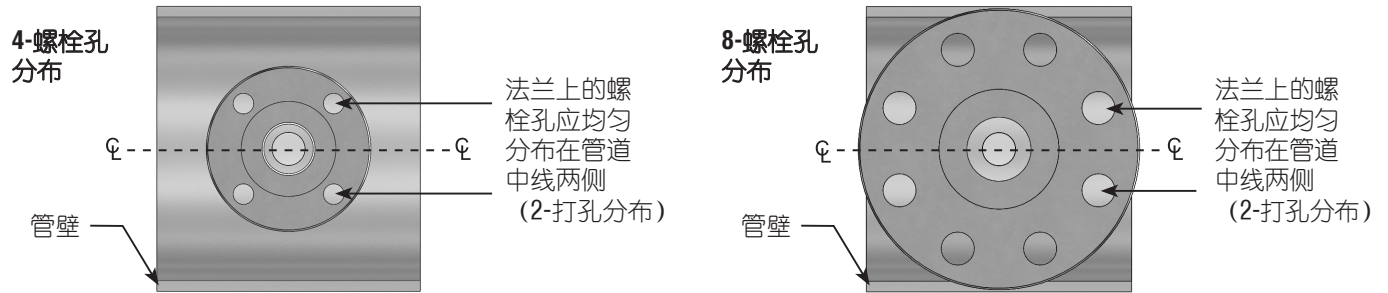 4-螺栓孔
分布
法兰上的螺
栓孔应均匀
分布在管道
中线两侧
（2-打孔分布）
℄
℄
管壁
8-螺栓孔
分布
法兰上的螺
栓孔应均匀
分布在管道
中线两侧
（2-打孔分布）
℄
℄
管壁